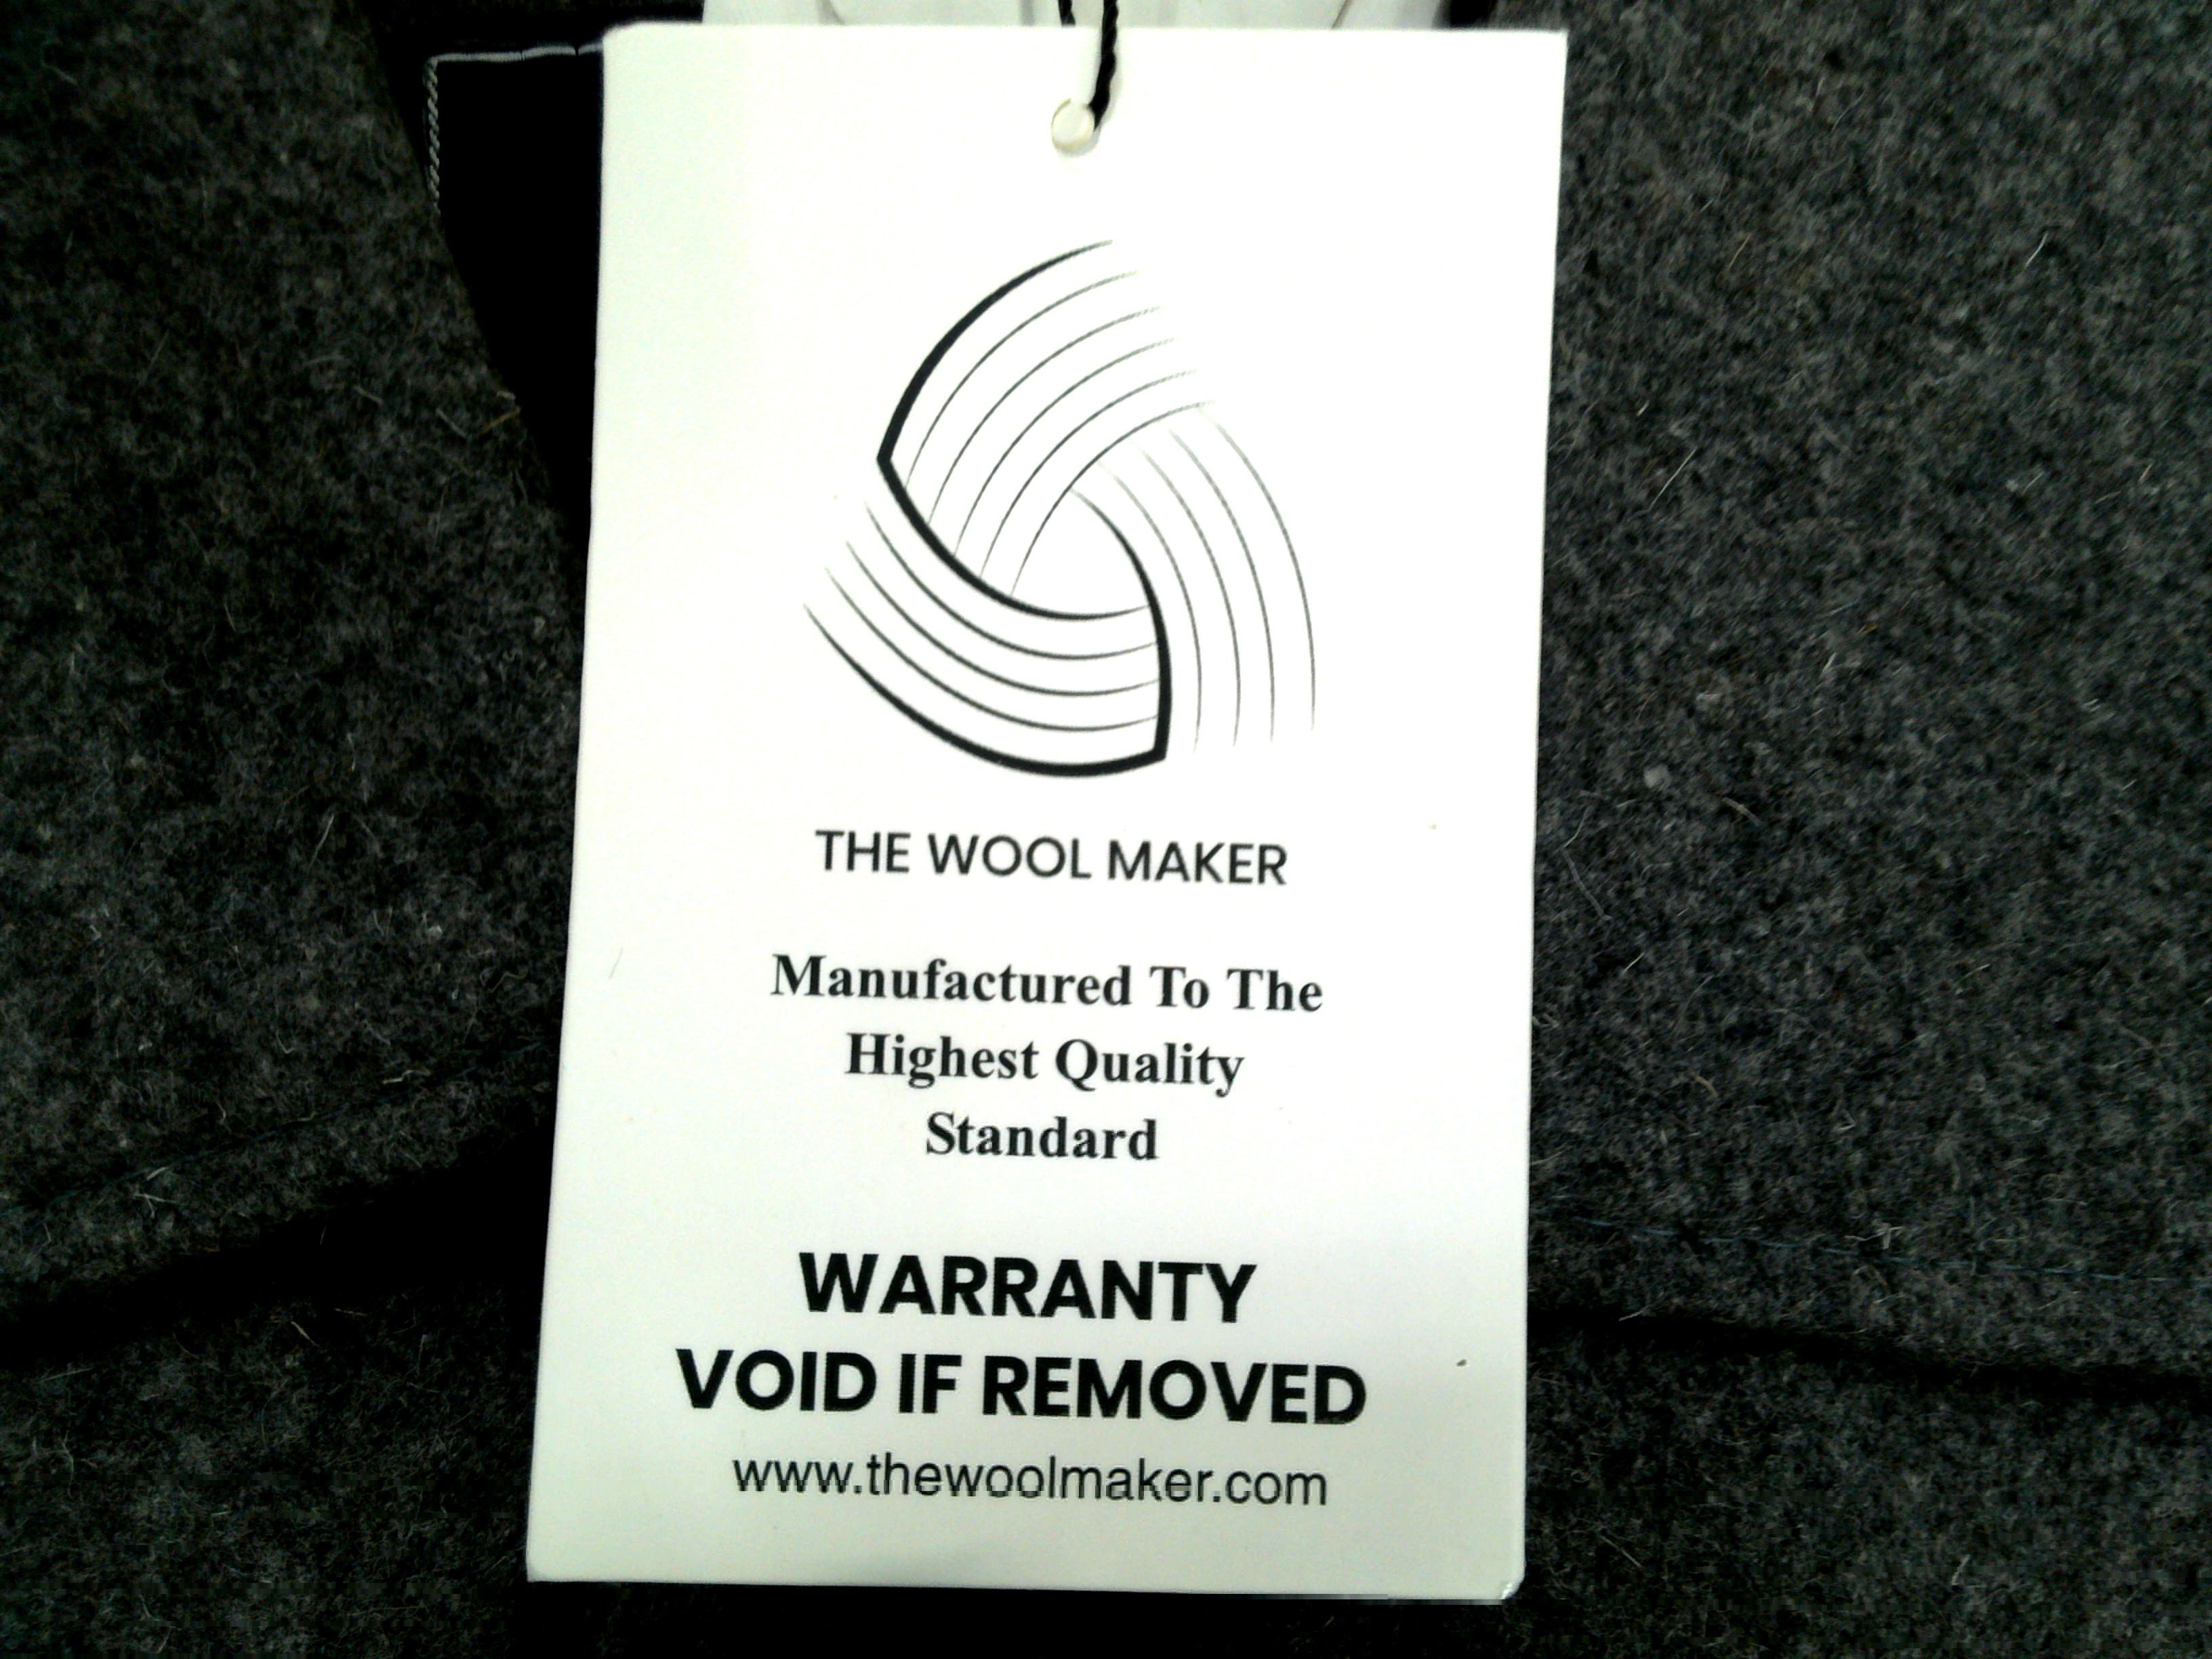 THE WOOL MAKER
Manufactured To The
Highest Quality
Standard
WARRANTY
VOID IF REMOVED
www.thewoolmaker.com